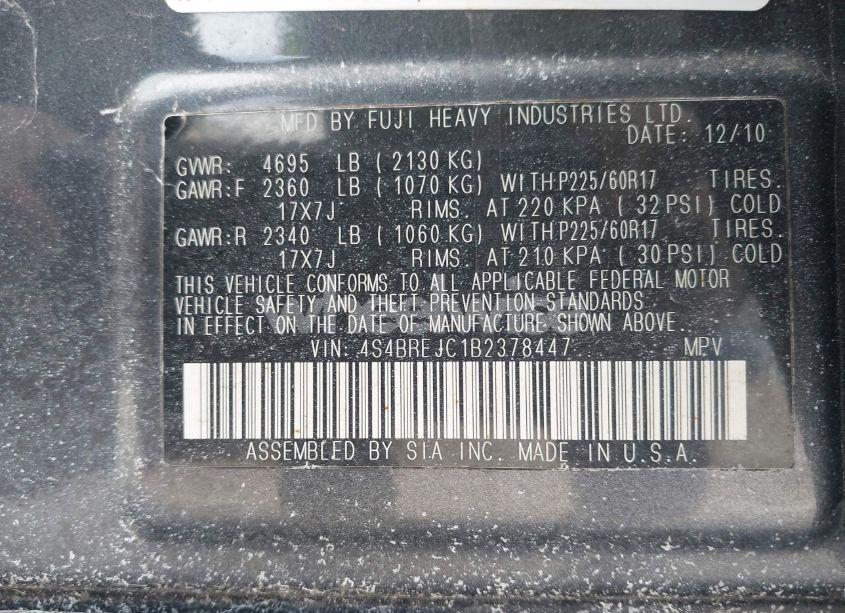 MFD BY FUJI HEAVY INDUSTRIES LTD.
DATE: 12/10
GVWR: 4695 LB ( 2130 KG)
GAWR:F 2360 LB ( 1070 KG) WITH P225/60R17 TIRES.
17X7J RIMS. AT 220 KPA ( 32 PSI) COLD
GAWR:R 2340 LB ( 1060 KG) WITH P225/60R17 TIRES.
17X7J RIMS. AT 210 KPA ( 30 PSI) COLD
THIS VEHICLE CONFORMS TO ALL APPLICABLE FEDERAL MOTOR
VEHICLE SAFETY AND THEFT PREVENTION STANDARDS
IN EFFECT ON THE DATE OF MANUFACTURE SHOWN ABOVE.
VIN: 4S4BREJC1B2378447 MPV
ASSEMBLED BY SIA INC. MADE IN U.S.A.